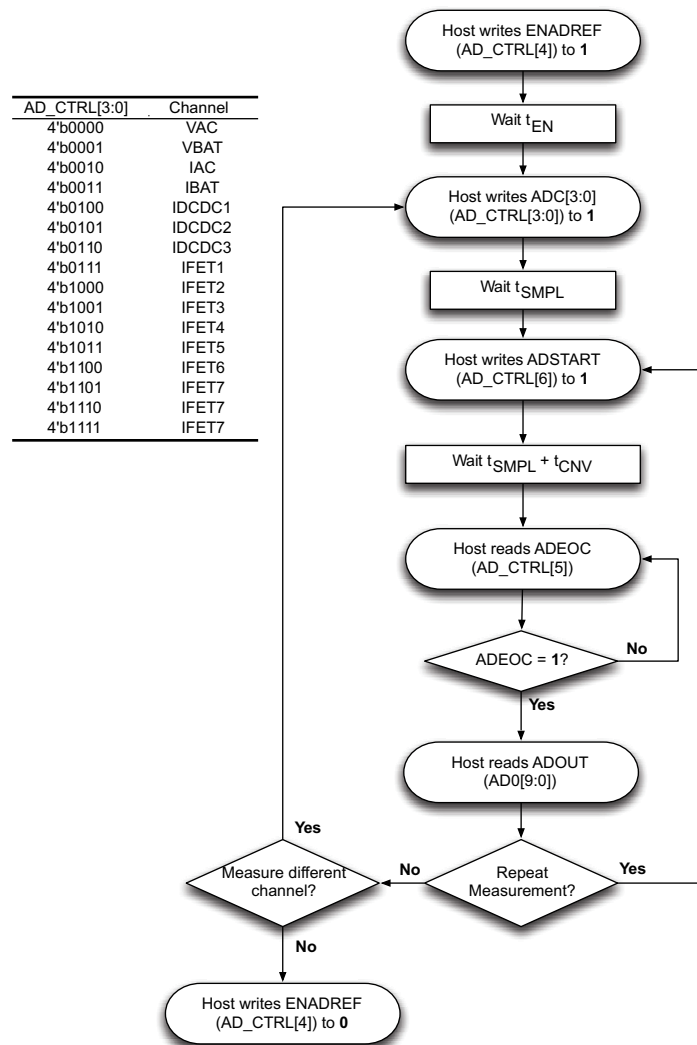 Host writes ENADREF
(AD_CTRL[4]) to 1
Wait tEN
Host writes ADC[3:0]
(AD_CTRL[3:0]) to 1
Wait tSMPL
Host writes ADSTART
(AD_CTRL[6]) to 1
Wait tSMPL + tCNV
Host reads ADEOC
(AD_CTRL[5])
ADEOC = 1?
No
Yes
Host reads ADOUT
(AD0[9:0])
Repeat
Measurement?
Yes
No
Measure different
channel?
Yes
No
Host writes ENADREF
(AD_CTRL[4]) to 0
AD_CTRL[3:0] . Channel
4'b0000 VAC
4'b0001 VBAT
4'b0010 IAC
4'b0011 IBAT
4'b0100 IDCDC1
4'b0101 IDCDC2
4'b0110 IDCDC3
4'b0111 IFET1
4'b1000 IFET2
4'b1001 IFET3
4'b1010 IFET4
4'b1011 IFET5
4'b1100 IFET6
4'b1101 IFET7
4'b1110 IFET7
4'b1111 IFET7